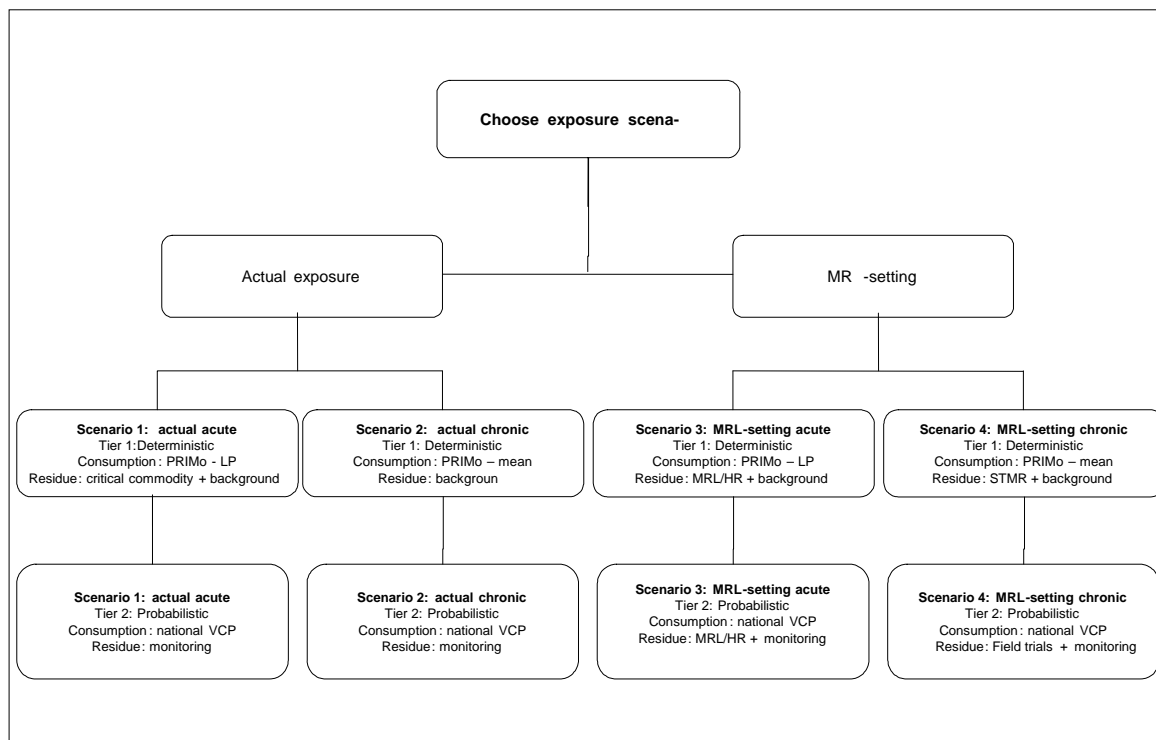 Choose exposure scena-
Actual exposure
MR -setting
Scenario 1: actual acute
Tier 1:Deterministic
Consumption: PRIMo - LP
Residue: critical commodity + background
Scenario 2: actual chronic
Tier 1: Deterministic
Consumption: PRIMo – mean
Residue: backgroun
Scenario 3: MRL-setting acute
Tier 1: Deterministic
Consumption: PRIMo – LP
Residue: MRL/HR + background
Scenario 4: MRL-setting chronic
Tier 1: Deterministic
Consumption: PRIMo – mean
Residue: STMR + background
Scenario 1: actual acute
Tier 2: Probabilistic
Consumption: national VCP
Residue: monitoring
Scenario 2: actual chronic
Tier 2: Probabilistic
Consumption: national VCP
Residue: monitoring
Scenario 3: MRL-setting acute
Tier 2: Probabilistic
Consumption: national VCP
Residue: MRL/HR + monitoring
Scenario 4: MRL-setting chronic
Tier 2: Probabilistic
Consumption: national VCP
Residue: Field trials + monitoring